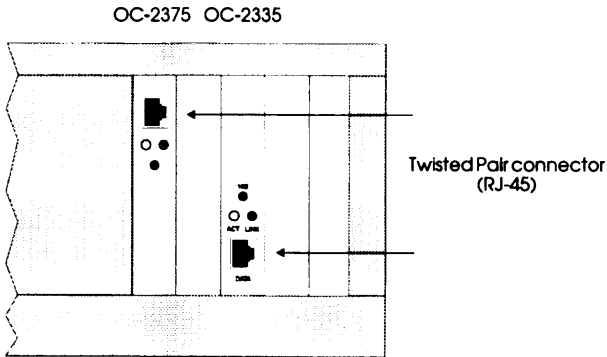 OC-2375 OC-2335
Twisted Pair connector
(RJ-45)
ACT LINK
DATA